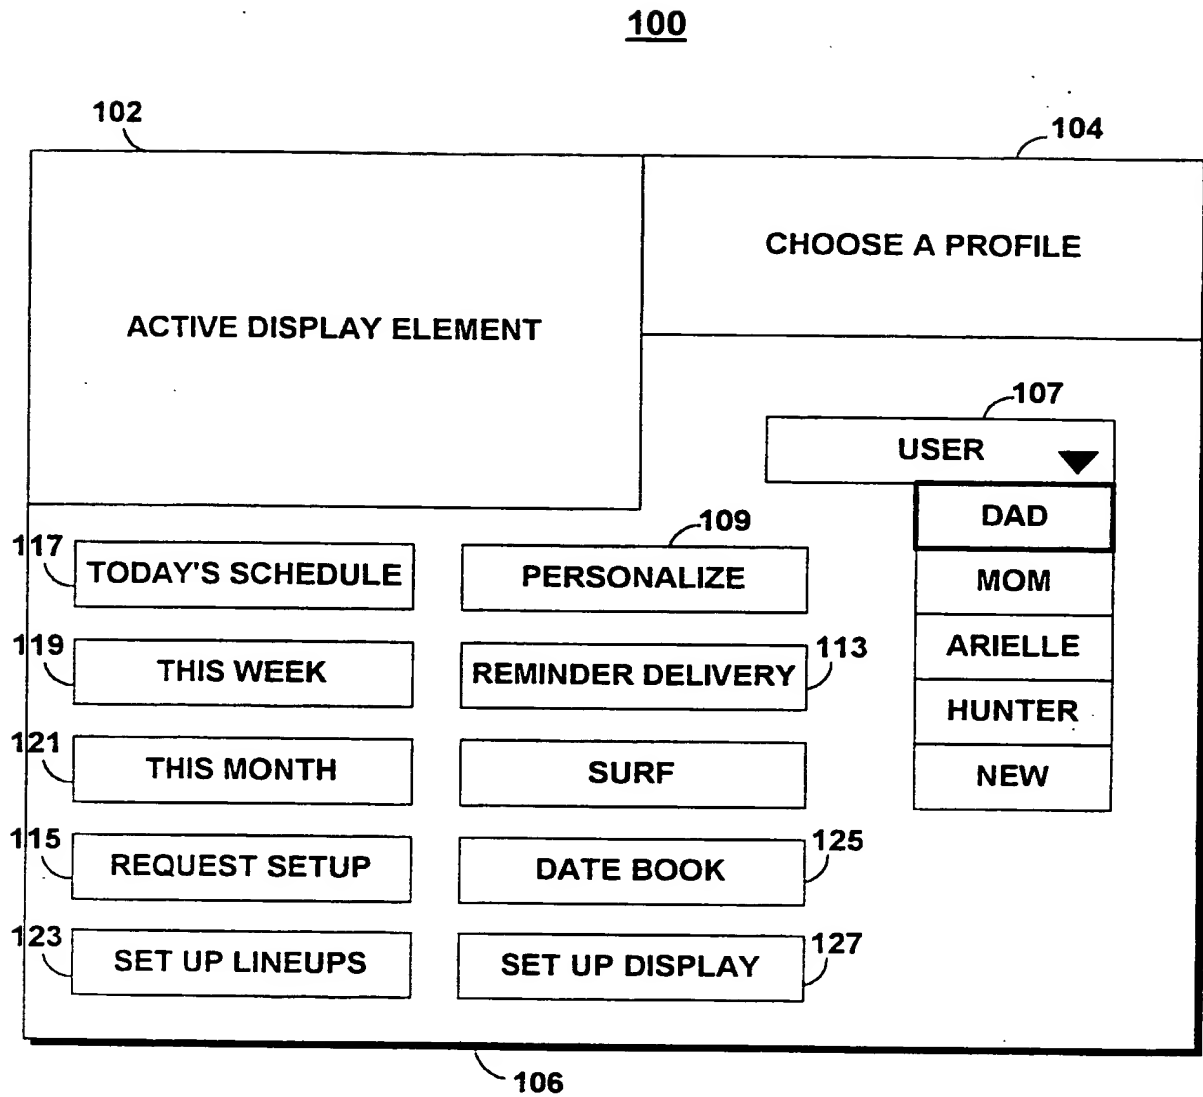 100
102
104
CHOOSE A PROFILE
ACTIVE DISPLAY ELEMENT
107
USER
DAD
MOM
ARIELLE
HUNTER
NEW
117
TODAY'S SCHEDULE
109
PERSONALIZE
119
THIS WEEK
REMINDER DELIVERY
113
121
THIS MONTH
SURF
115
REQUEST SETUP
DATE BOOK
125
123
SET UP LINEUPS
SET UP DISPLAY
127
106